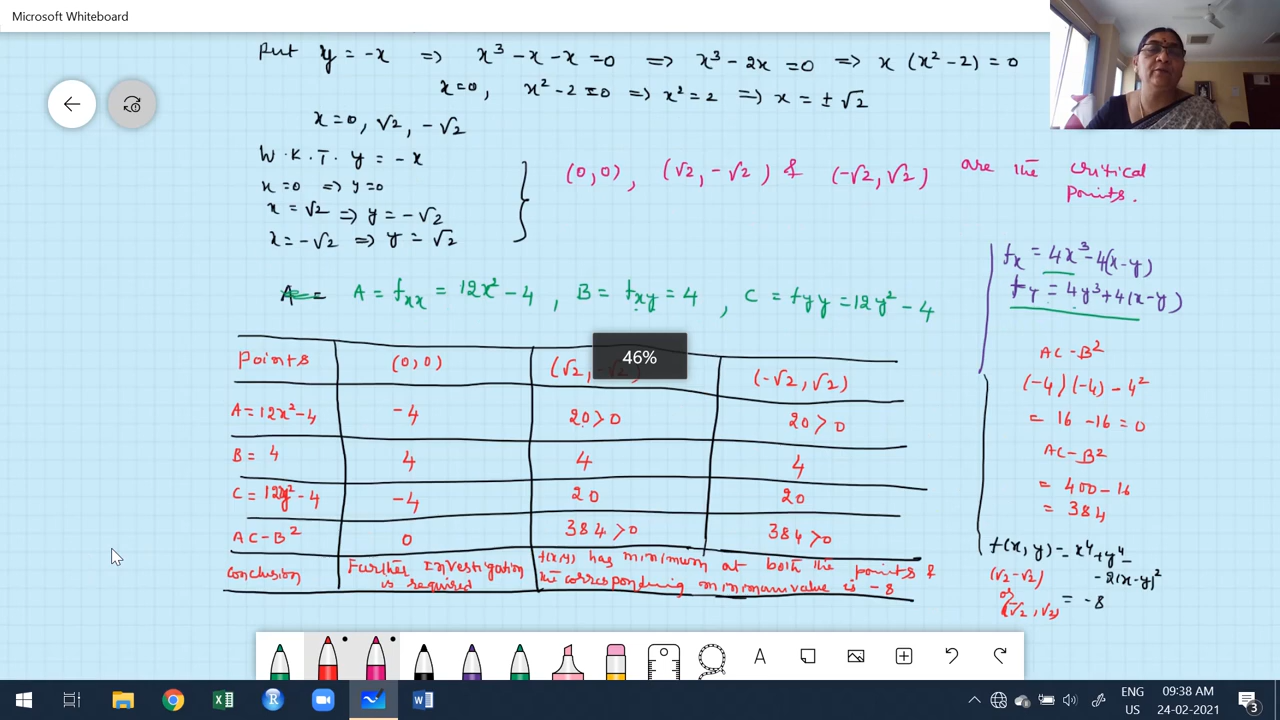 Microsoft Whiteboard
Put y = -x ⇒ x³ - x - x = 0 ⇒ x³ - 2x = 0 ⇒ x (x² - 2) = 0
x = 0, x² - 2 = 0 ⇒ x² = 2 ⇒ x = ± √2
x = 0, √2, - √2
W.K.T. y = - x
x = 0 ⇒ y = 0
x = √2 ⇒ y = - √2
x = - √2 ⇒ y = √2
(0,0), (√2, - √2) & (-√2, √2) are the critical
points.
fx = 4x³ - 4(x-y)
fy = 4y³ + 4(x-y)
A = A = fxx = 12x² - 4, B = fxy = 4, C = fyy = 12y² - 4
46%
Points (0,0) (√2, -√2) (-√2, √2)
A = 12x² - 4 -4 20 > 0 20 > 0
B = 4 4 4 4
C = 12y² - 4 -4 20 20
AC - B² 0 384 > 0 384 > 0
Conclusion Further Investigation is required f(x,y) has minimum at both the points & the corresponding minimum value is - 8
AC - B²
(-4) (-4) - 4²
= 16 - 16 = 0
AC - B²
= 400 - 16
= 384
f(x, y) = x⁴ + y⁴ - 2(x-y)²
(√2 -√2)
or
(-√2, √2) = -8
ENG
US
09:38 AM
24-02-2021
3